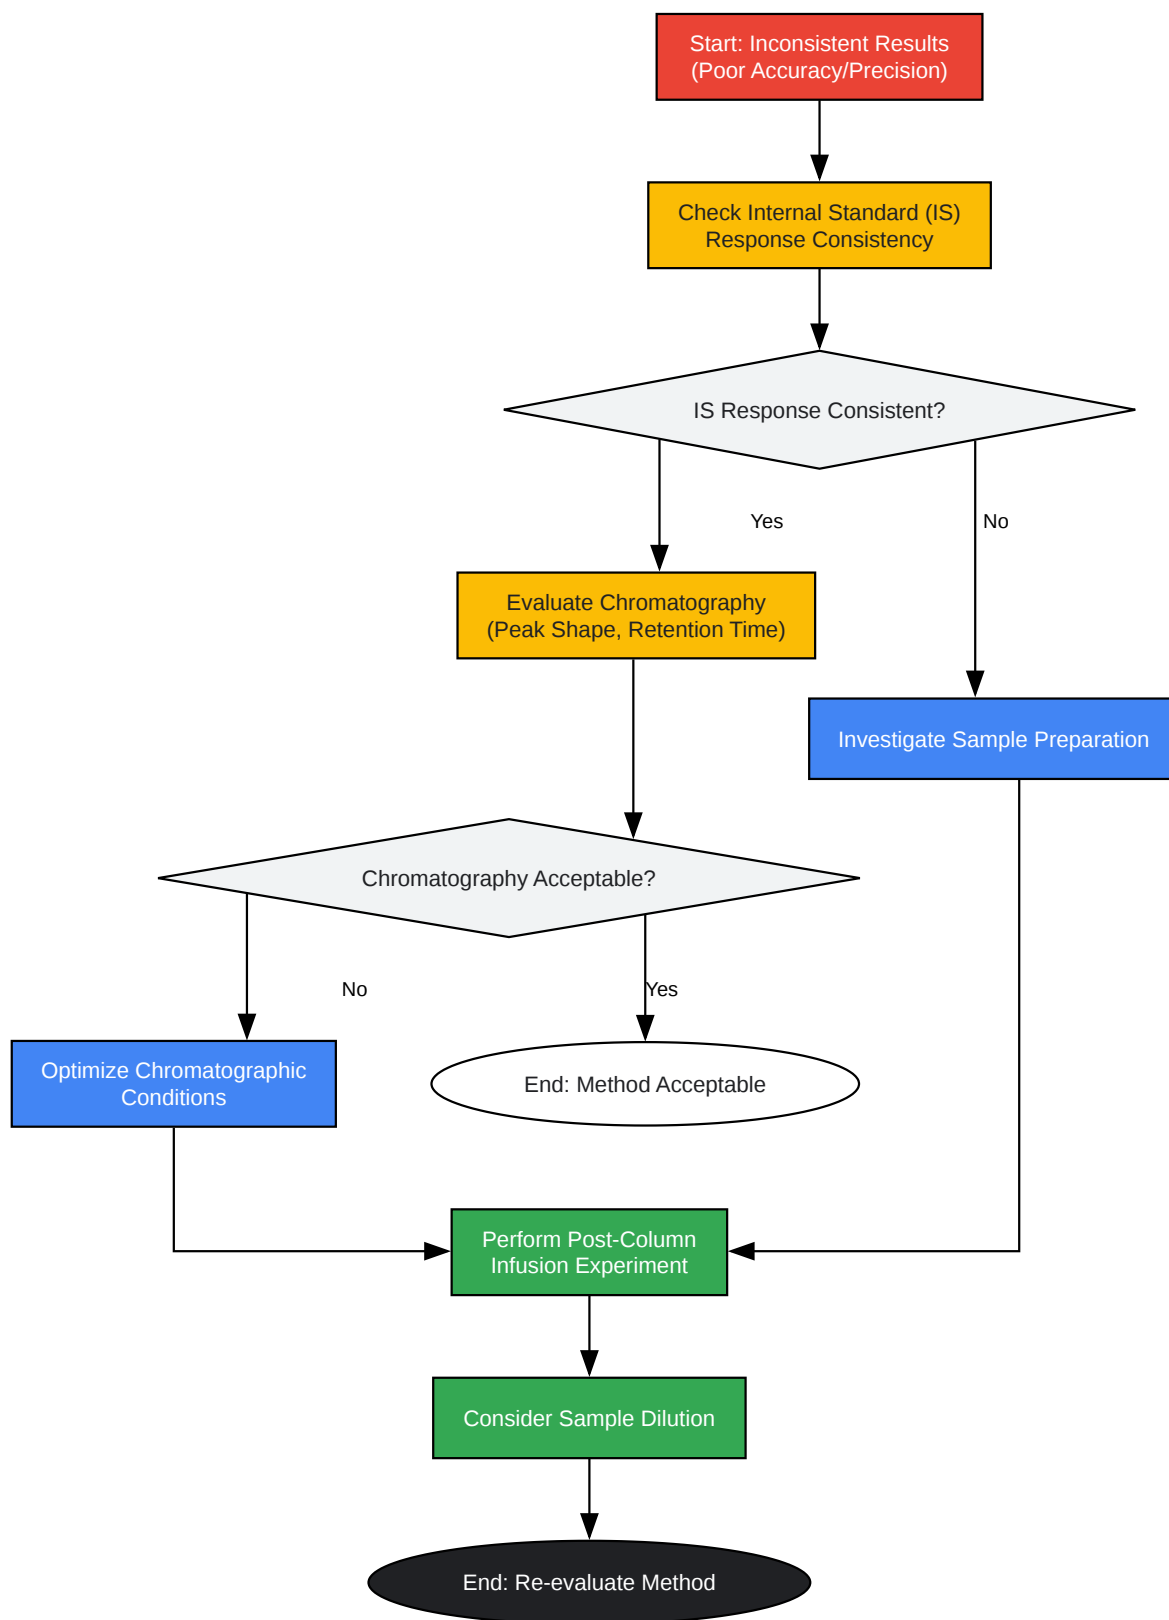 Start: Inconsistent Results
(Poor Accuracy/Precision)
Check Internal Standard (IS)
Response Consistency
IS Response Consistent?
Yes
No
Evaluate Chromatography
(Peak Shape, Retention Time)
Investigate Sample Preparation
Chromatography Acceptable?
No
Yes
Optimize Chromatographic
Conditions
End: Method Acceptable
Perform Post-Column
Infusion Experiment
Consider Sample Dilution
End: Re-evaluate Method